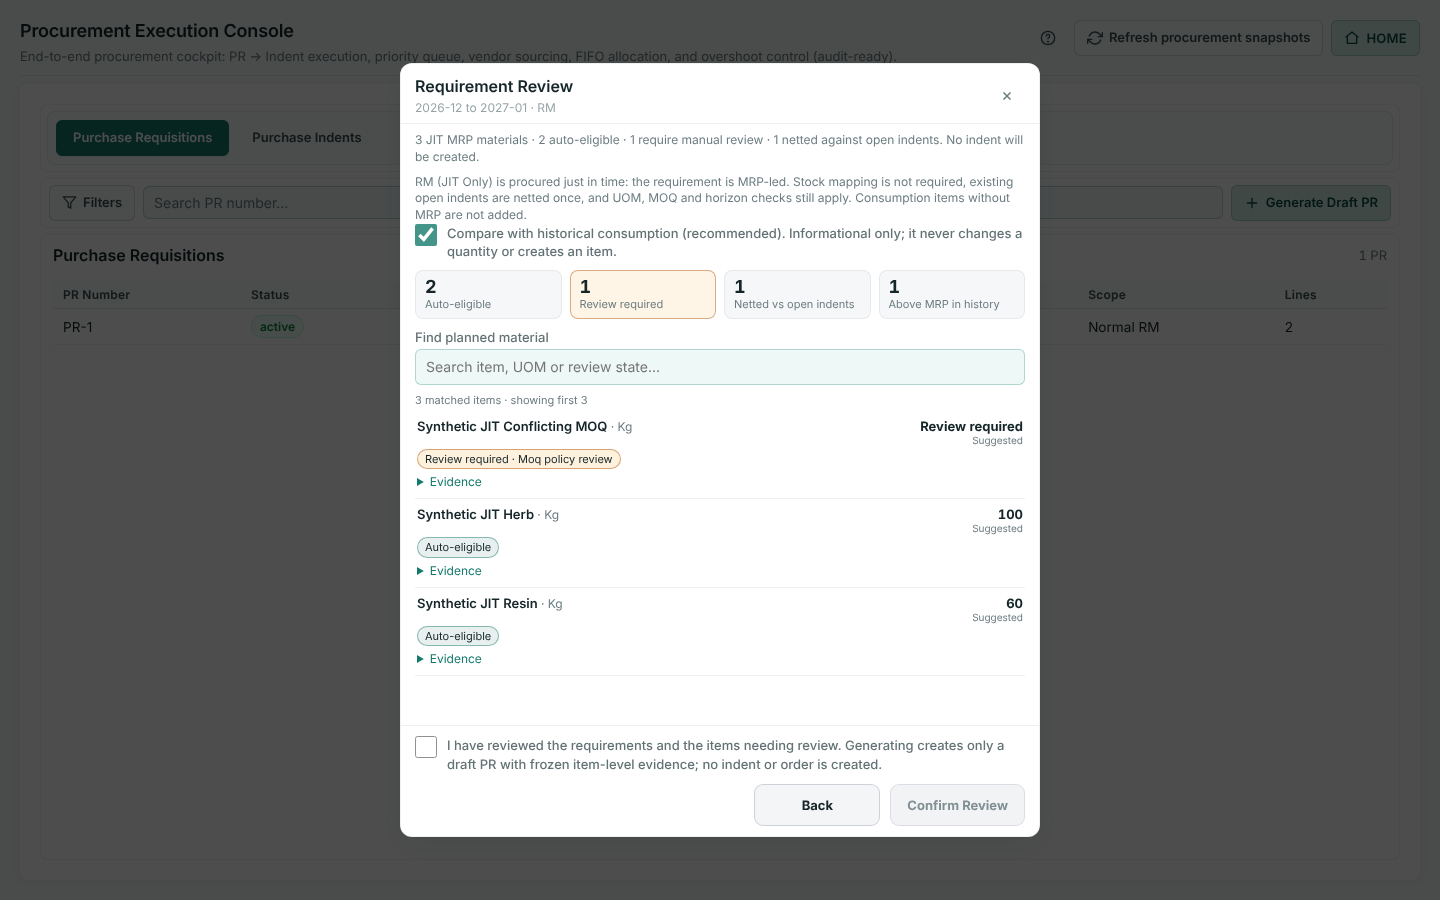 Procurement Execution Console
End-to-end procurement cockpit: PR → Indent execution, priority queue, vendor sourcing, FIFO allocation, and overshoot control (audit-ready).
Refresh procurement snapshots
HOME
Purchase Requisitions
Purchase Indents
Filters
Search PR number...
Generate Draft PR
Purchase Requisitions
1 PR
PR Number
Status
Scope
Lines
PR-1
active
Normal RM
2
Requirement Review
2026-12 to 2027-01 · RM
×
3 JIT MRP materials · 2 auto-eligible · 1 require manual review · 1 netted against open indents. No indent will
be created.
RM (JIT Only) is procured just in time: the requirement is MRP-led. Stock mapping is not required, existing
open indents are netted once, and UOM, MOQ and horizon checks still apply. Consumption items without
MRP are not added.
Compare with historical consumption (recommended). Informational only; it never changes a
quantity or creates an item.
2
Auto-eligible
1
Review required
1
Netted vs open indents
1
Above MRP in history
Find planned material
Search item, UOM or review state...
3 matched items · showing first 3
Synthetic JIT Conflicting MOQ · Kg
Review required
Suggested
Review required · Moq policy review
Evidence
Synthetic JIT Herb · Kg
100
Suggested
Auto-eligible
Evidence
Synthetic JIT Resin · Kg
60
Suggested
Auto-eligible
Evidence
I have reviewed the requirements and the items needing review. Generating creates only a
draft PR with frozen item-level evidence; no indent or order is created.
Back
Confirm Review